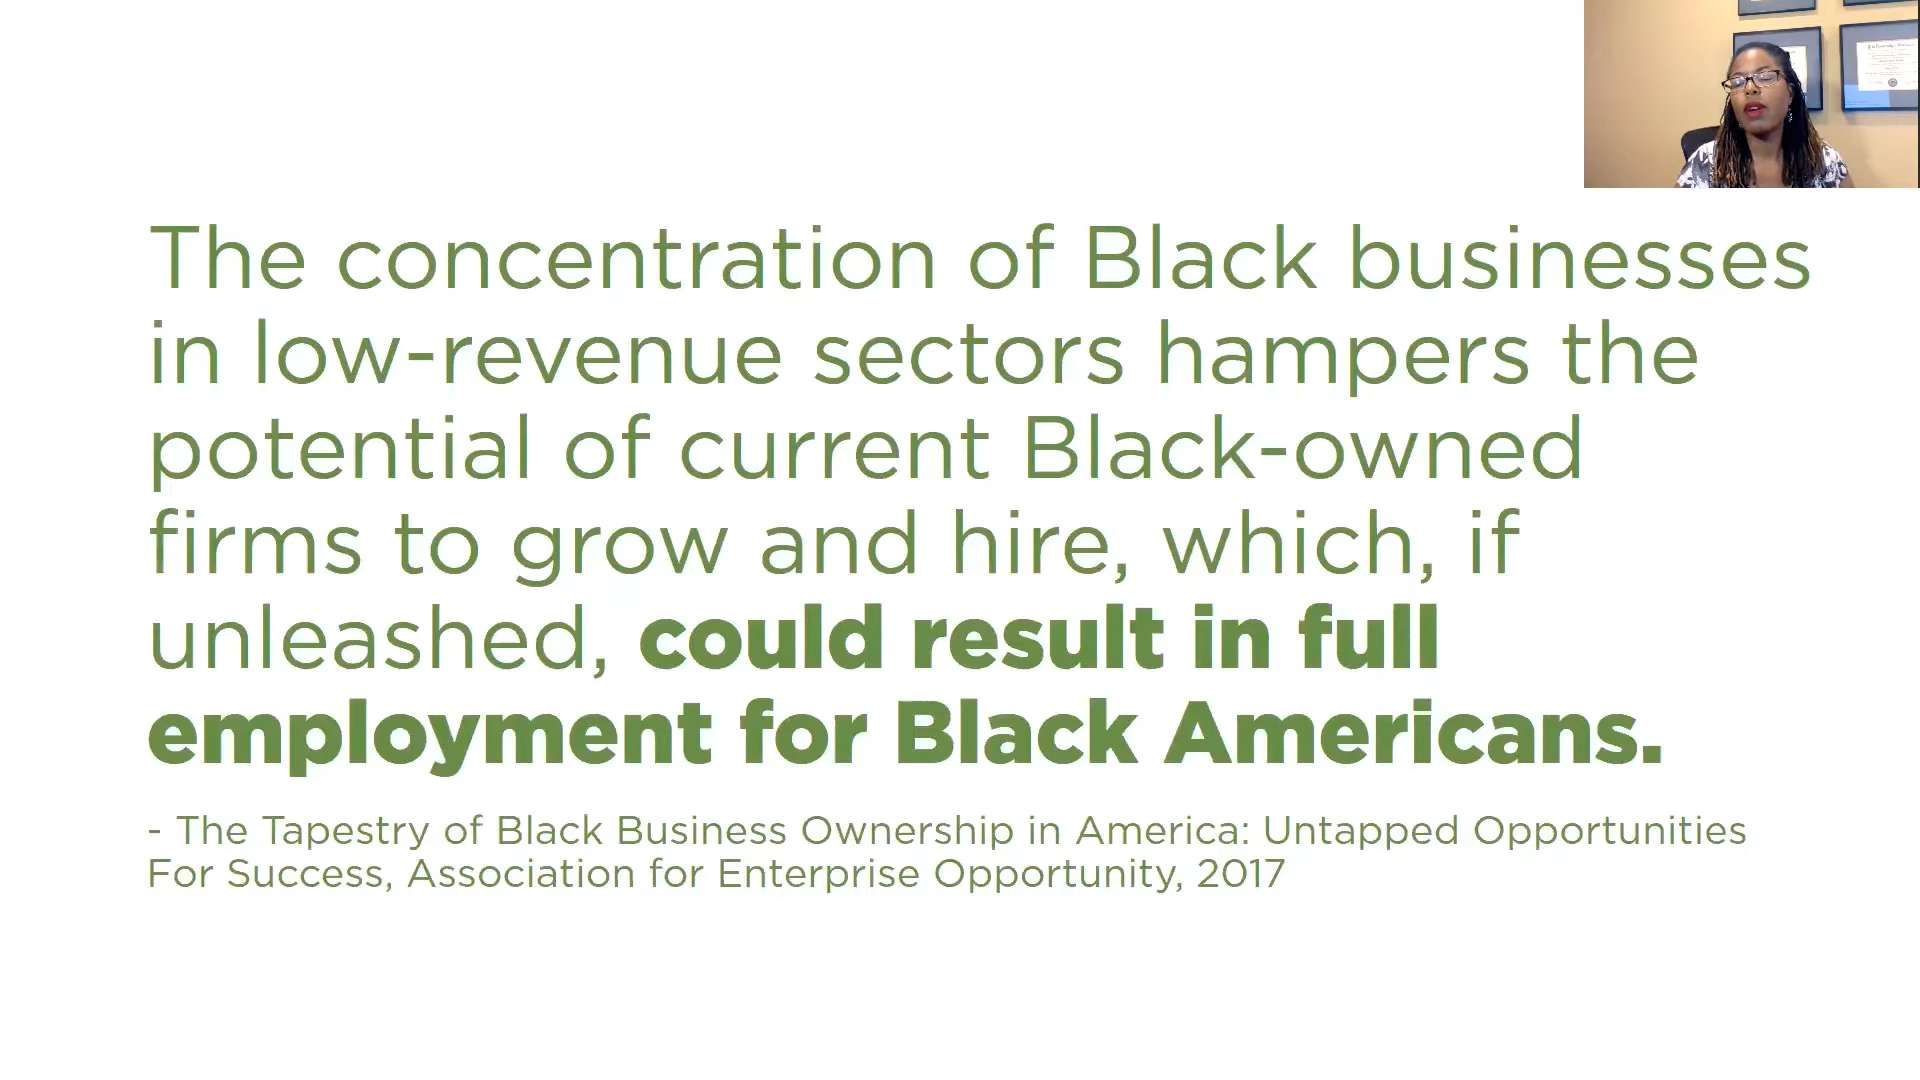 The concentration of Black businesses
in low-revenue sectors hampers the
potential of current Black-owned
firms to grow and hire, which, if
unleashed, could result in full
employment for Black Americans.
- The Tapestry of Black Business Ownership in America: Untapped Opportunities
For Success, Association for Enterprise Opportunity, 2017